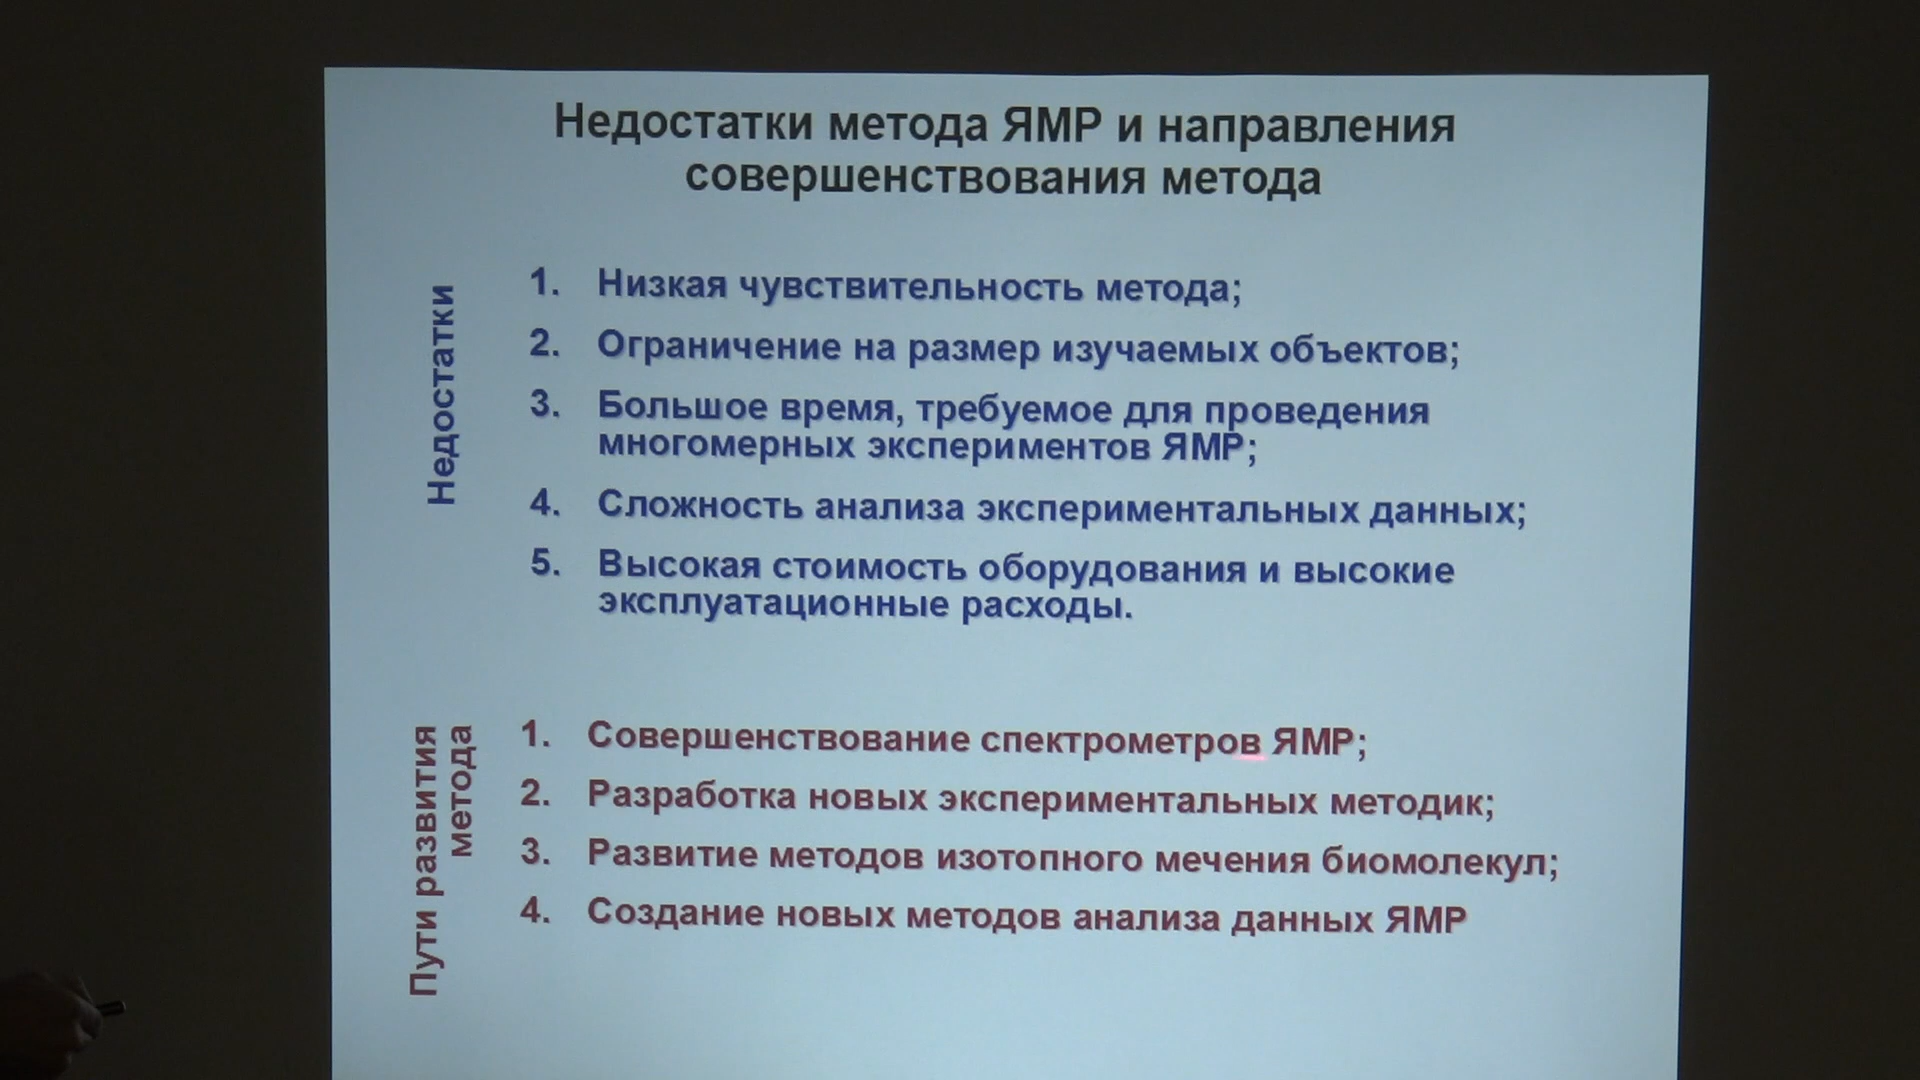 Недостатки метода ЯМР и направления
совершенствования метода
Недостатки
1. Низкая чувствительность метода;
2. Ограничение на размер изучаемых объектов;
3. Большое время, требуемое для проведения
многомерных экспериментов ЯМР;
4. Сложность анализа экспериментальных данных;
5. Высокая стоимость оборудования и высокие
эксплуатационные расходы.
Пути развития
метода
1. Совершенствование спектрометров ЯМР;
2. Разработка новых экспериментальных методик;
3. Развитие методов изотопного мечения биомолекул;
4. Создание новых методов анализа данных ЯМР